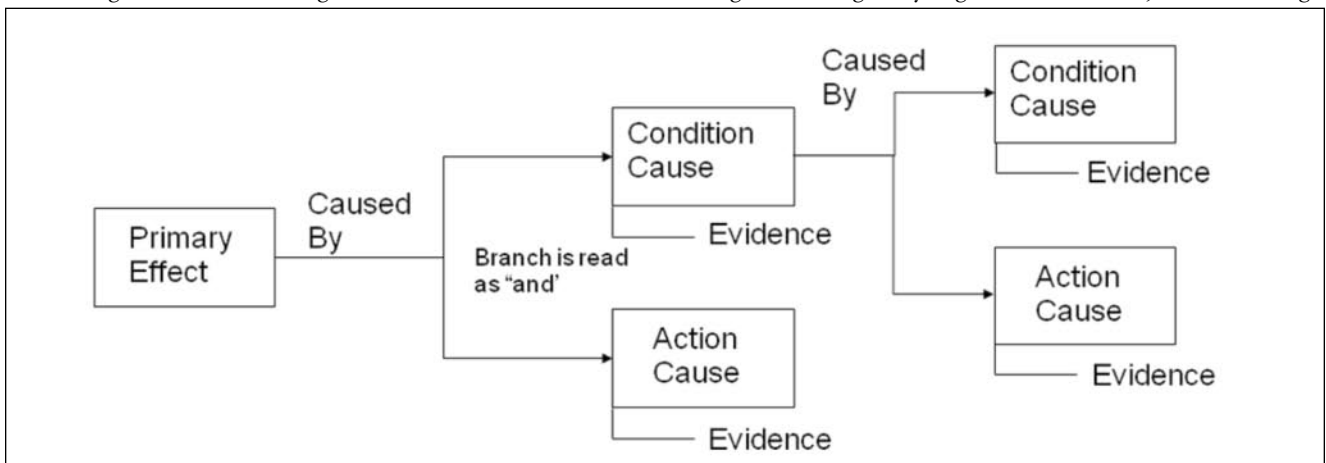 Primary
Effect
Caused
By
Branch is read
as “and’
Condition
Cause
Evidence
Action
Cause
Evidence
Caused
By
Condition
Cause
Evidence
Action
Cause
Evidence